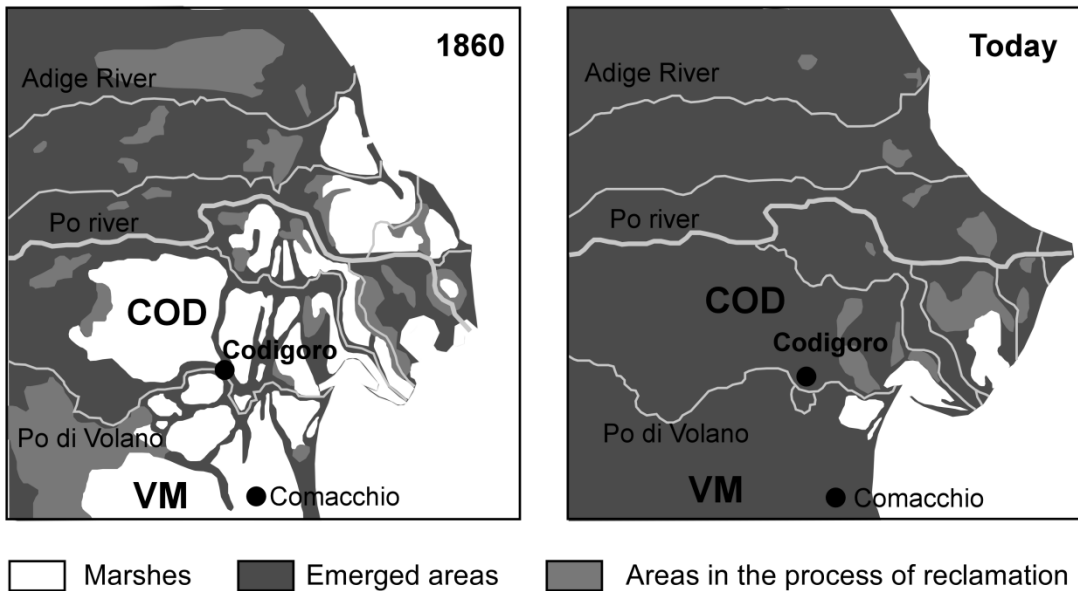 1860
Adige River
Po river
COD
Codigoro
Po di Volano
VM
Comacchio
Today
Adige River
Po river
COD
Codigoro
Po di Volano
VM
Comacchio
Marshes
Emerged areas
Areas in the process of reclamation